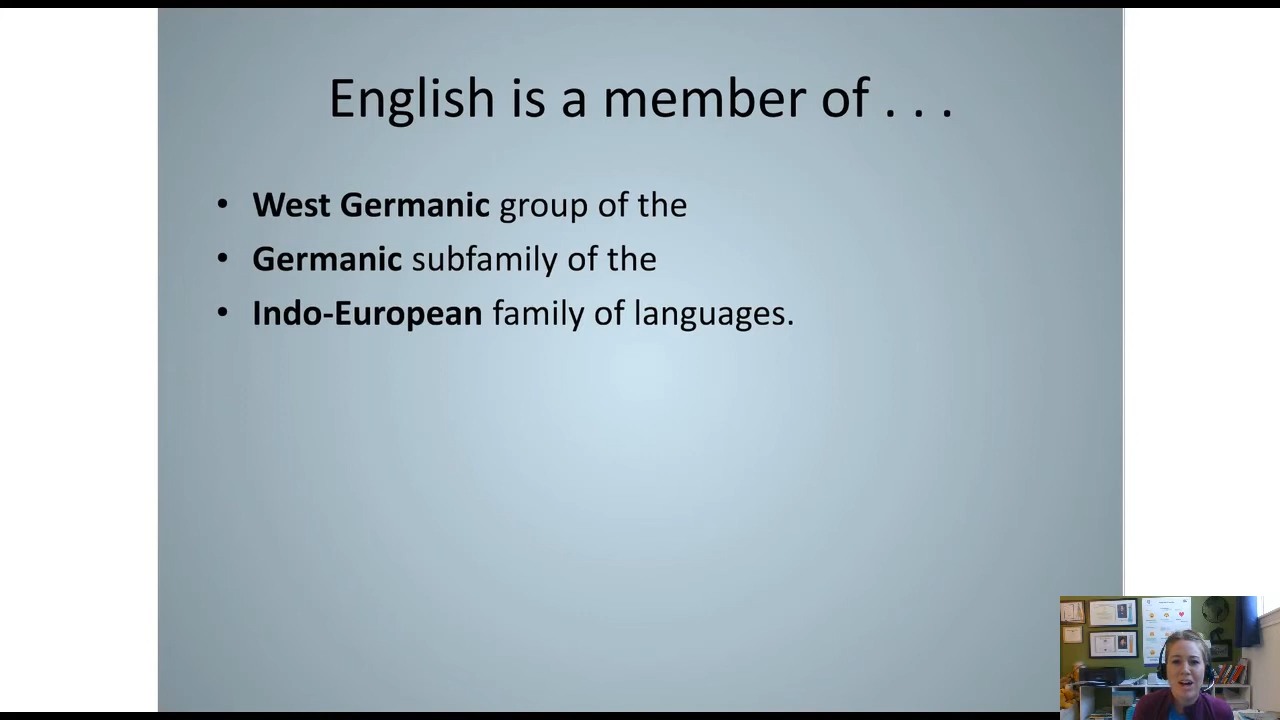 English is a member of . . .
• West Germanic group of the
• Germanic subfamily of the
• Indo-European family of languages.